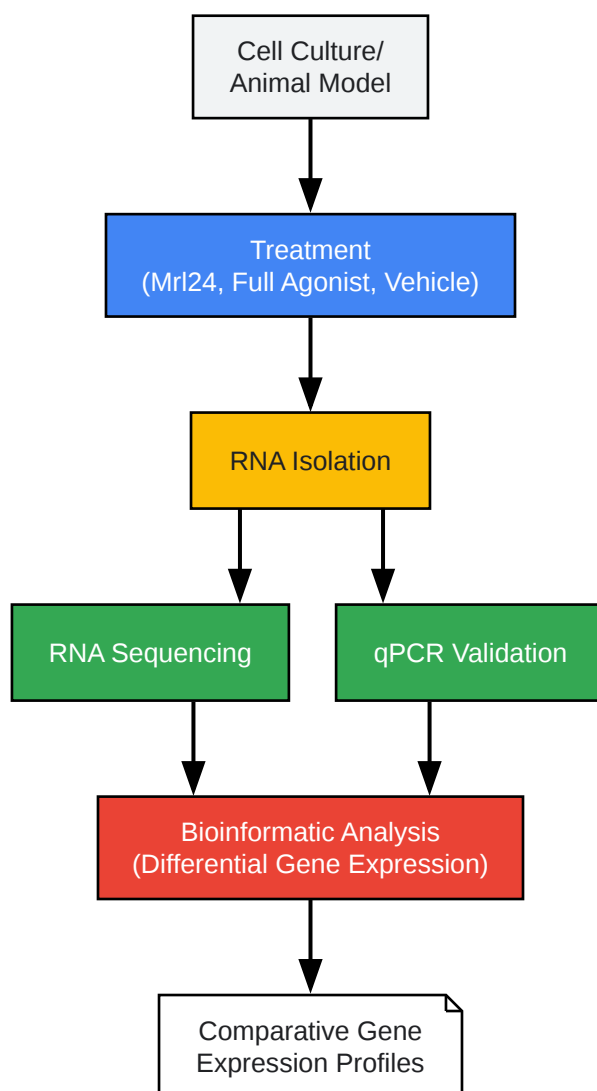 Cell Culture/
Animal Model
Treatment
(Mrl24, Full Agonist, Vehicle)
RNA Isolation
RNA Sequencing
qPCR Validation
Bioinformatic Analysis
(Differential Gene Expression)
Comparative Gene
Expression Profiles